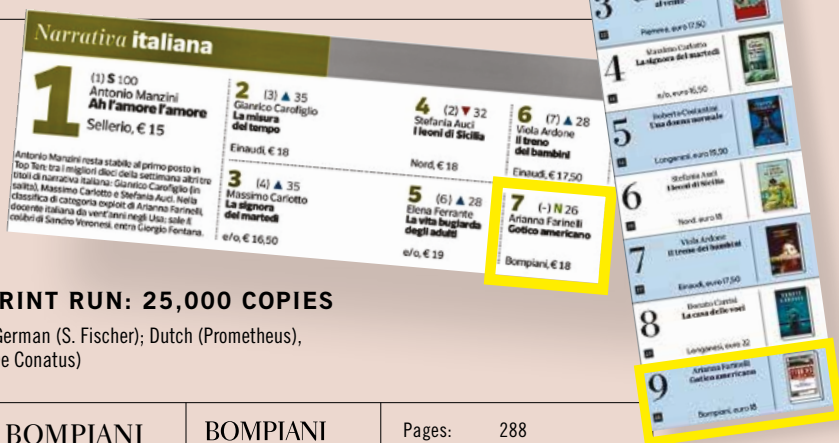 Narrativa italiana
1
(1) S 100
Antonio Manzini
Ah l'amore l'amore
Sellerio, € 15
Antonio Manzini resta stabile al primo posto in
Top Ten: tra i migliori dieci della settimana altri tre
titoli di narrativa italiana: Gianrico Carofiglio (in
salita), Massimo Carlotto e Stefania Auci. Nella
classifica di categoria exploit di Arianna Farinelli,
docente italiana da vent'anni negli Usa; sale il
colibrì di Sandro Veronesi, entra Giorgio Fontana.
2 (3) ▲ 35
Gianrico Carofiglio
La misura
del tempo
Einaudi, € 18
3 (4) ▲ 35
Massimo Carlotto
La signora
del martedì
e/o, € 16,50
4 (2) ▼ 32
Stefania Auci
I leoni di Sicilia
Nord, € 18
5 (6) ▲ 28
Elena Ferrante
La vita bugiarda
degli adulti
e/o, € 19
6 (7) ▲ 28
Viola Ardone
Il treno
dei bambini
Einaudi, € 17,50
7 (-) N 26
Arianna Farinelli
Gotico americano
Bompiani, € 18
3
al vento
Piemme, euro 17,50
4
Massimo Carlotto
La signora del martedì
e/o, euro 16,50
5
Roberto Costantini
Una donna normale
Longanesi, euro
6
Stefania Auci
I leoni di Sicilia
Nord, euro 18
7
Viola Ardone
Il treno dei bambini
Einaudi, euro 17,50
8
Donato Carrisi
La casa delle voci
Longanesi, euro 22
9
Arianna Farinelli
Gotico americano
Bompiani, euro 18
RINT RUN: 25,000 COPIES
German (S. Fischer); Dutch (Prometheus),
e Conatus)
BOMPIANI
BOMPIANI
Pages: 288